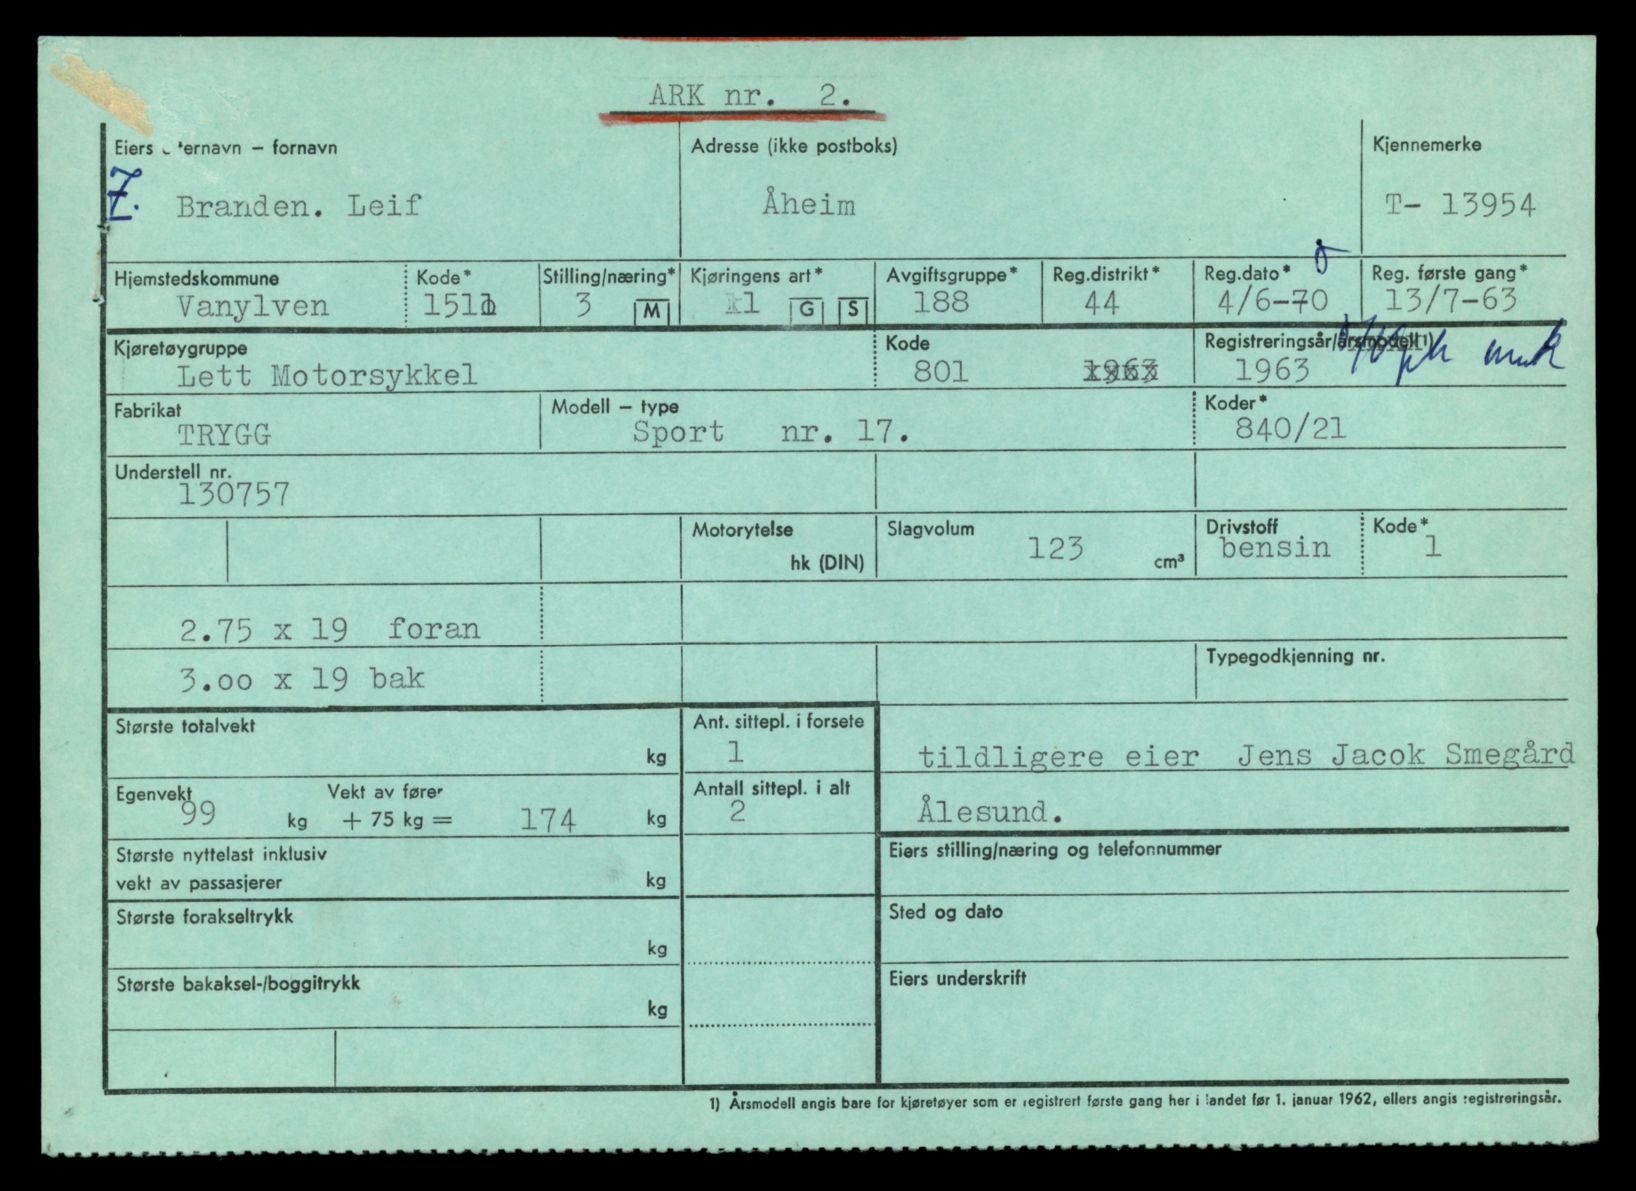 ARK nr. 2.
Eiers etternavn – fornavn Adresse (ikke postboks) Kjennemerke
Z. Branden. Leif Åheim T- 13954
Hjemstedskommune Kode* Stilling/næring* Kjøringens art* Avgiftsgruppe* Reg.distrikt* Reg.dato* Reg. første gang*
Vanylven 1511 3 M k1 G S 188 44 4/6-70 13/7-63
Kjøretøygruppe Kode Registreringsår/årsmodell 1)
Lett Motorsykkel 801 1963 1963
Fabrikat Modell – type Koder*
TRYGG Sport nr. 17. 840/21
Understell nr.
130757
Motorytelse Slagvolum Drivstoff Kode*
hk (DIN) 123 cm³ bensin 1
2.75 x 19 foran
Typegodkjenning nr.
3.oo x 19 bak
Største totalvekt kg Ant. sittepl. i forsete
1 tildligere eier Jens Jacok Smegård
Egenvekt Vekt av fører Antall sittepl. i alt
99 kg + 75 kg = 174 kg 2 Ålesund.
Største nyttelast inklusiv Eiers stilling/næring og telefonnummer
vekt av passasjerer kg
Største forakseltrykk Sted og dato
kg
Største bakaksel-/boggitrykk Eiers underskrift
kg
1) Årsmodell angis bare for kjøretøyer som er registrert første gang her i landet før 1. januar 1962, ellers angis registreringsår.